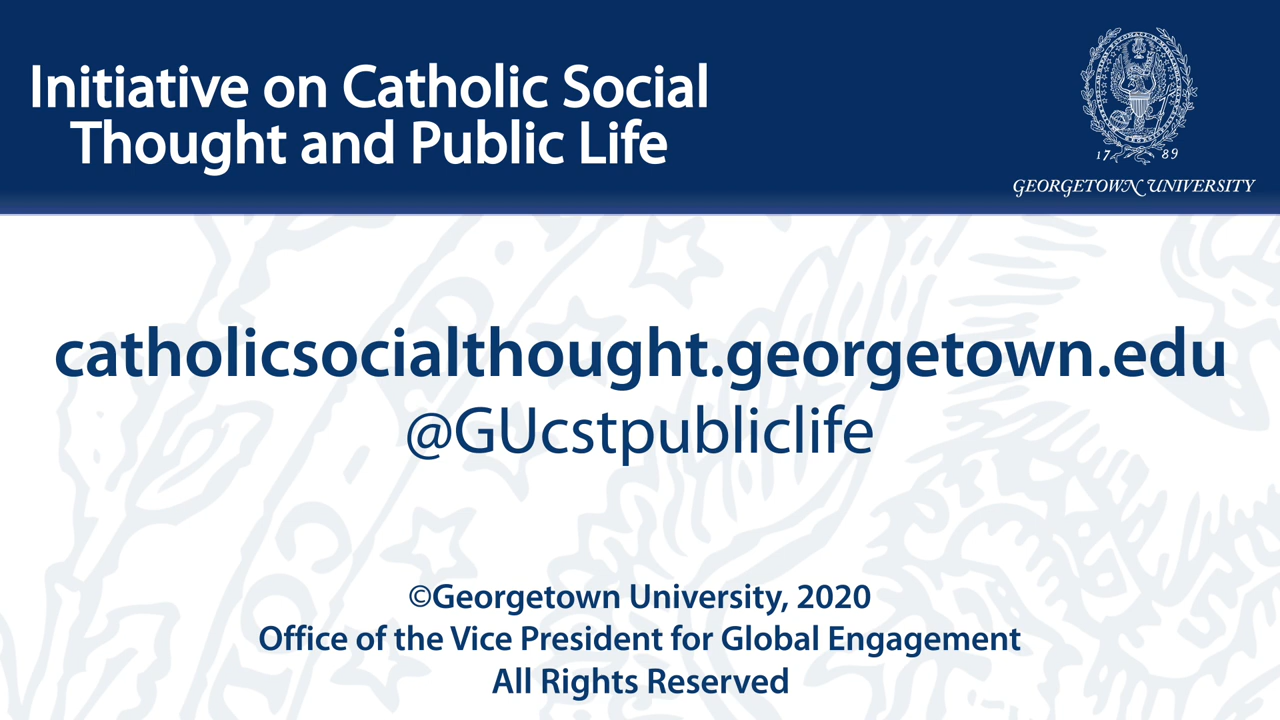 Initiative on Catholic Social
Thought and Public Life
17 89
GEORGETOWN UNIVERSITY
catholicsocialthought.georgetown.edu
@GUcstpubliclife
©Georgetown University, 2020
Office of the Vice President for Global Engagement
All Rights Reserved